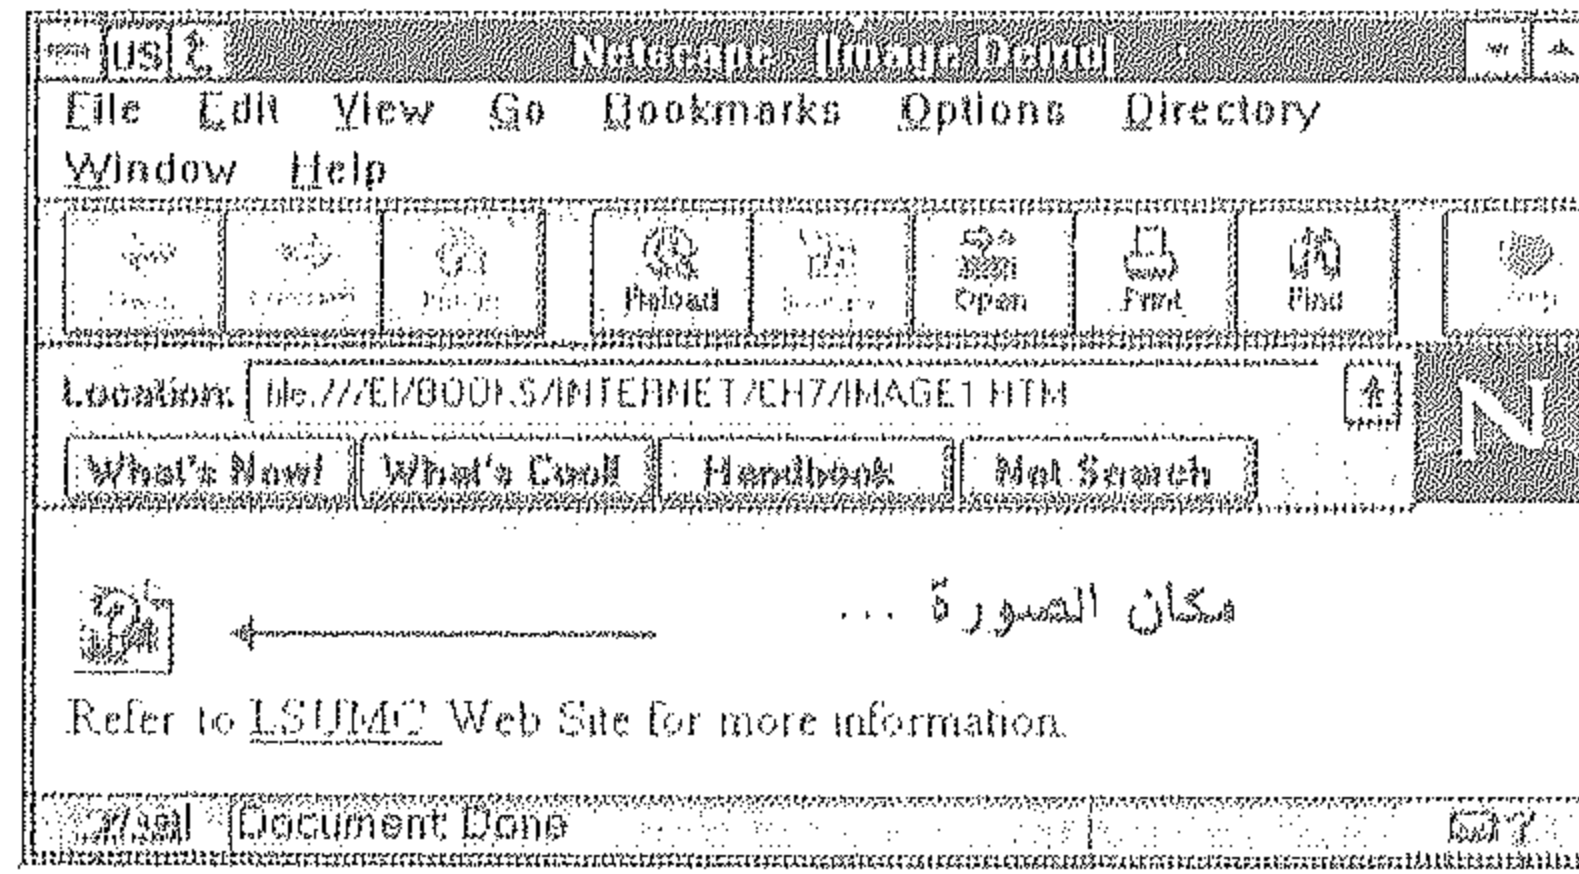 US ع Netscape - [Image Demo]
File Edit View Go Bookmarks Options Directory
Window Help
Reload Open Print Find
Location: file:///E|/BOOKS/INTERNET/CH7/IMAGE1.HTM
N
What's New! What's Cool! Handbook Net Search
مكان الصورة ...
Refer to LSUMC Web Site for more information.
Document: Done